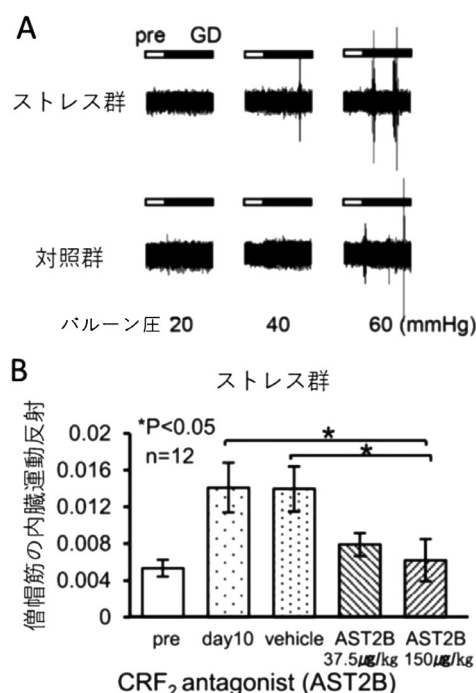 A
pre GD
ストレス群
対照群
バルーン圧 20 40 60 (mmHg)
B
ストレス群
*P<0.05
n=12
*
*
0.02
0.016
0.012
0.008
0.004
0
僧帽筋の内臓運動反射
pre day10 vehicle AST2B AST2B
37.5㎍/kg 150㎍/kg
CRF₂ antagonist (AST2B)